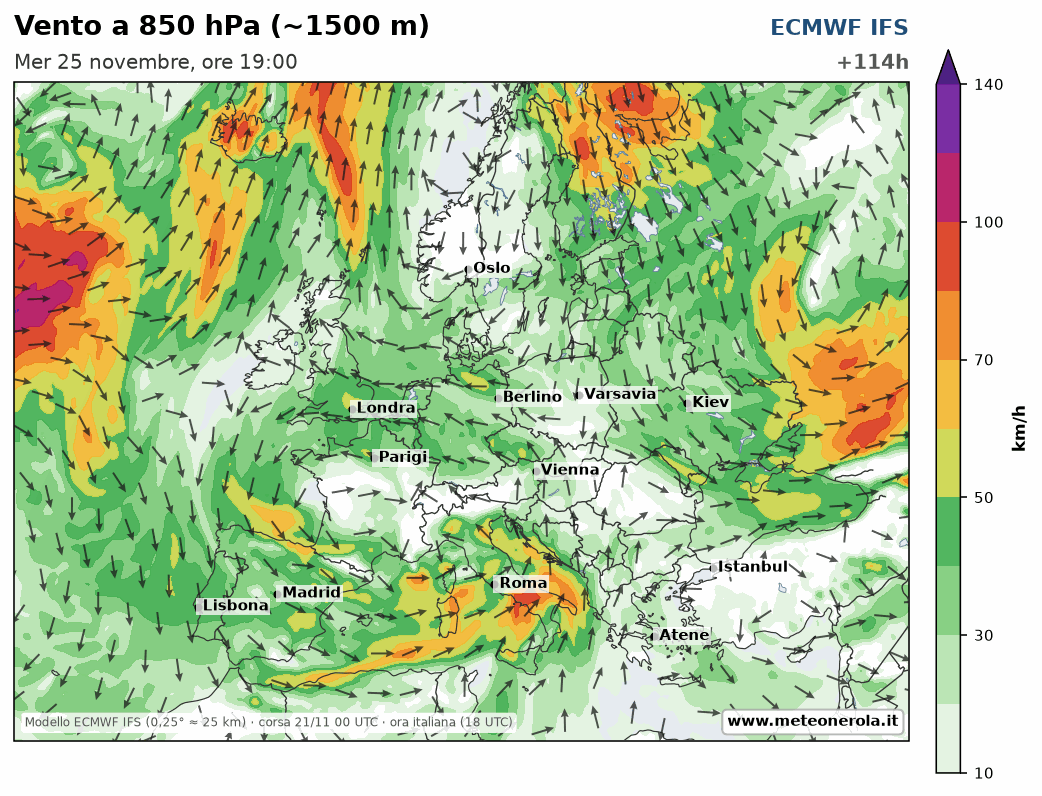 Vento a 850 hPa (~1500 m)
ECMWF IFS
Mer 25 novembre, ore 19:00
+114h
140
100
70
50
30
10
km/h
Oslo
Berlino
Varsavia
Kiev
Londra
Parigi
Vienna
Istanbul
Roma
Madrid
Lisbona
Atene
Modello ECMWF IFS (0,25° ≈ 25 km) · corsa 21/11 00 UTC · ora italiana (18 UTC)
www.meteonerola.it